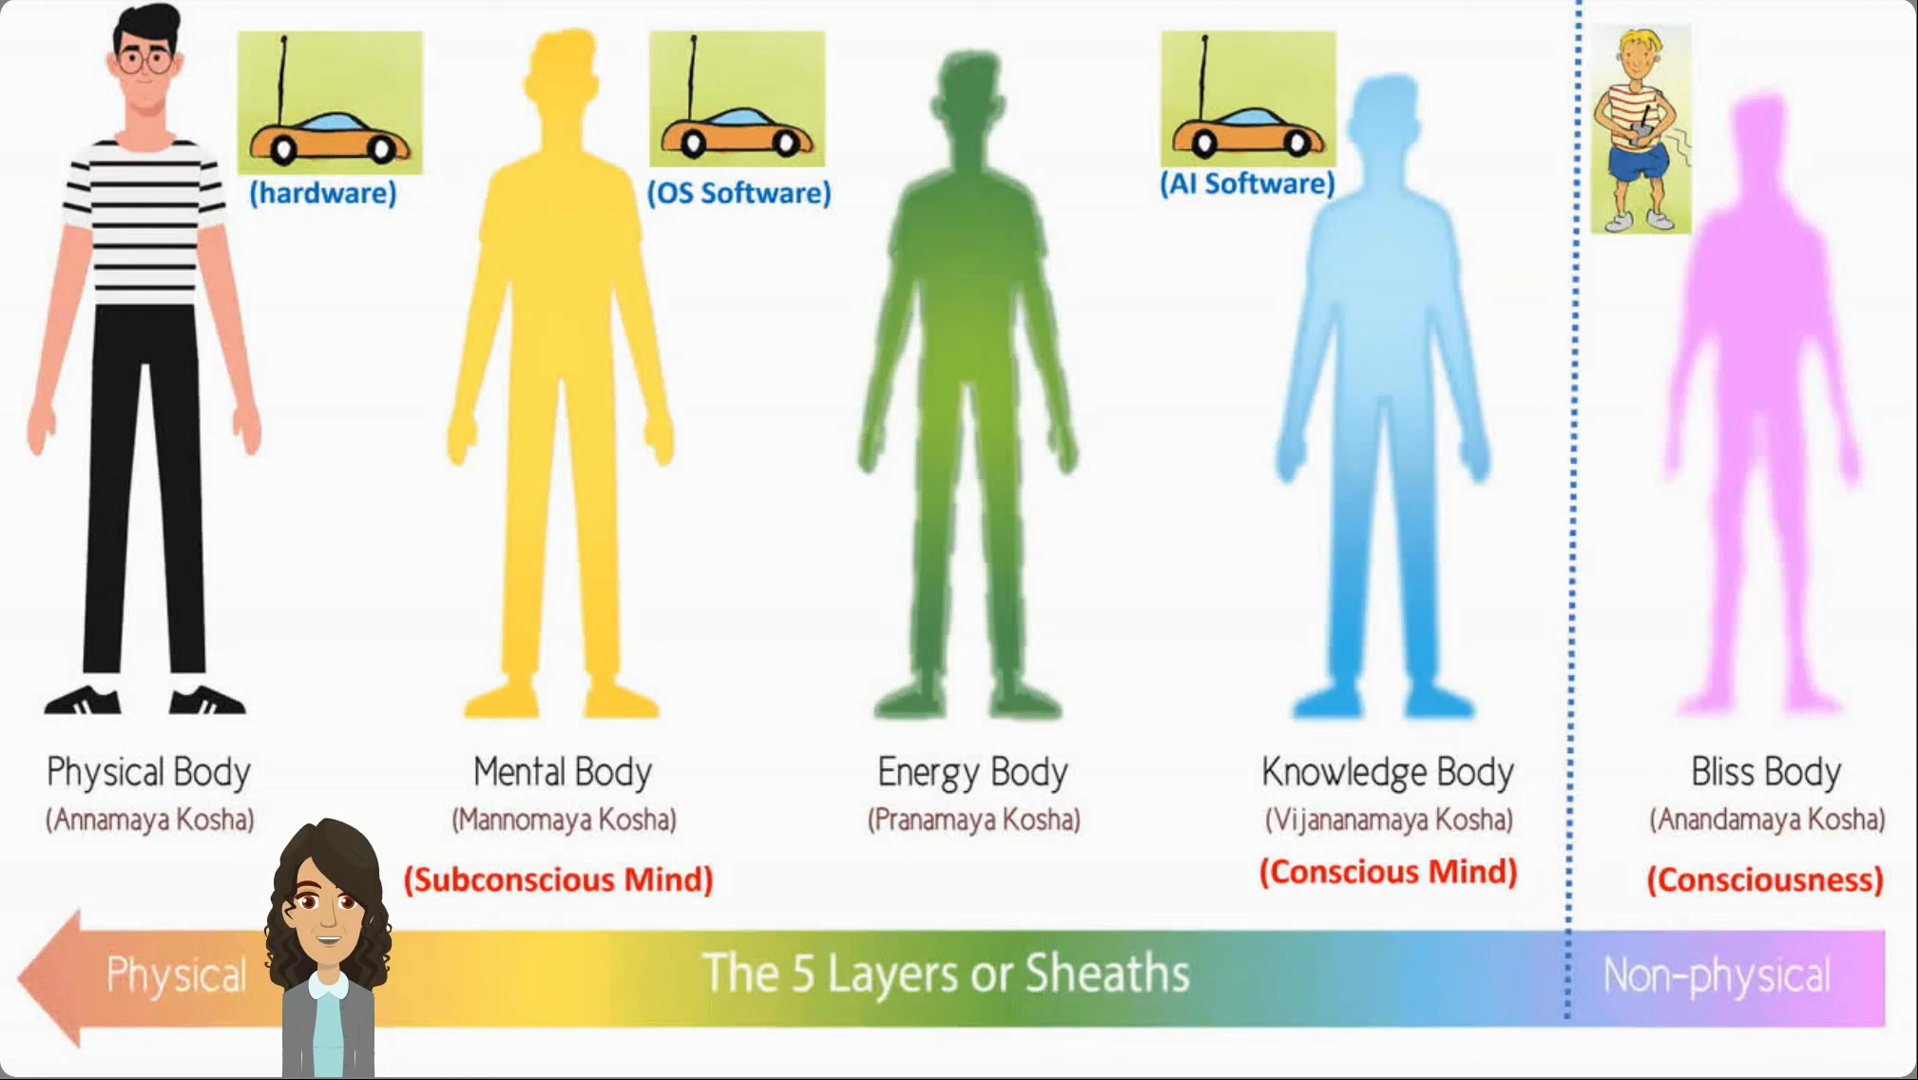 (hardware)
(OS Software)
(AI Software)
Physical Body
(Annamaya Kosha)
Mental Body
(Mannomaya Kosha)
(Subconscious Mind)
Energy Body
(Pranamaya Kosha)
Knowledge Body
(Vijananamaya Kosha)
(Conscious Mind)
Bliss Body
(Anandamaya Kosha)
(Consciousness)
Physical
The 5 Layers or Sheaths
Non-physical